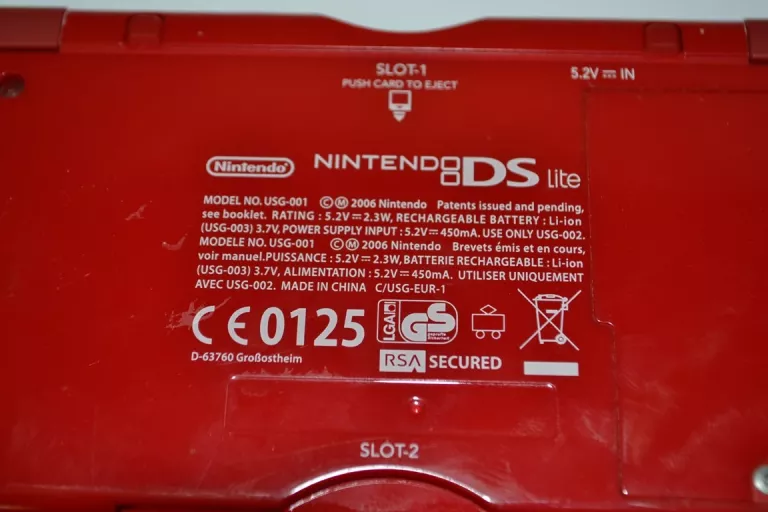 SLOT-1
PUSH CARD TO EJECT
5.2V ⎓ IN
Nintendo
NINTENDO DS Lite
MODEL NO. USG-001 ©Ⓜ 2006 Nintendo Patents issued and pending,
see booklet. RATING : 5.2V ⎓ 2.3W, RECHARGEABLE BATTERY : Li-ion
(USG-003) 3.7V, POWER SUPPLY INPUT : 5.2V ⎓ 450mA. USE ONLY USG-002.
MODELE NO. USG-001 ©Ⓜ 2006 Nintendo Brevets émis et en cours,
voir manuel.PUISSANCE : 5.2V ⎓ 2.3W,BATTERIE RECHARGEABLE : Li-ion
(USG-003) 3.7V, ALIMENTATION : 5.2V ⎓ 450mA. UTILISER UNIQUEMENT
AVEC USG-002. MADE IN CHINA C/USG-EUR-1
CE0125 LGA GS geprüfte Sicherheit
D-63760 Großostheim
RSA SECURED
SLOT-2